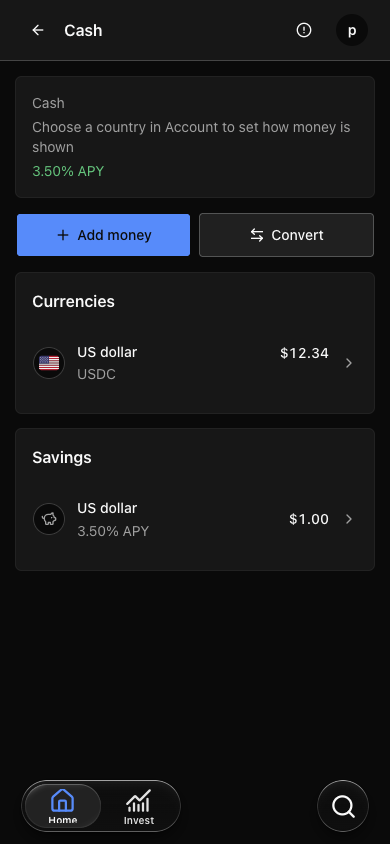 Cash
p
Cash
Choose a country in Account to set how money is
shown
3.50% APY
Add money
Convert
Currencies
US dollar
$12.34
USDC
Savings
US dollar
$1.00
3.50% APY
Home
Invest